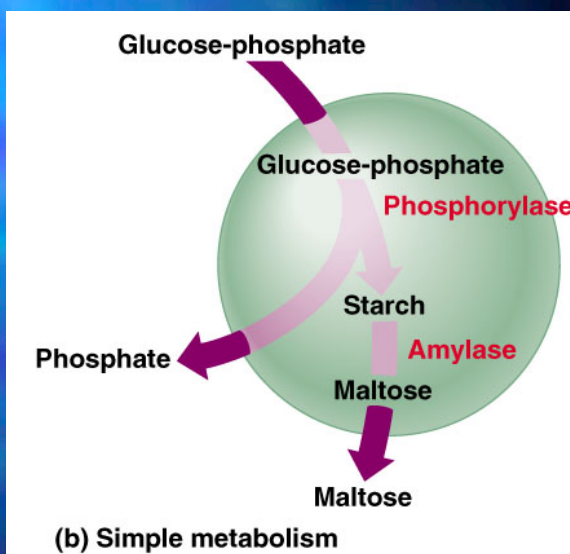 Glucose-phosphate
Glucose-phosphate
Phosphorylase
Starch
Phosphate
Amylase
Maltose
Maltose
(b) Simple metabolism